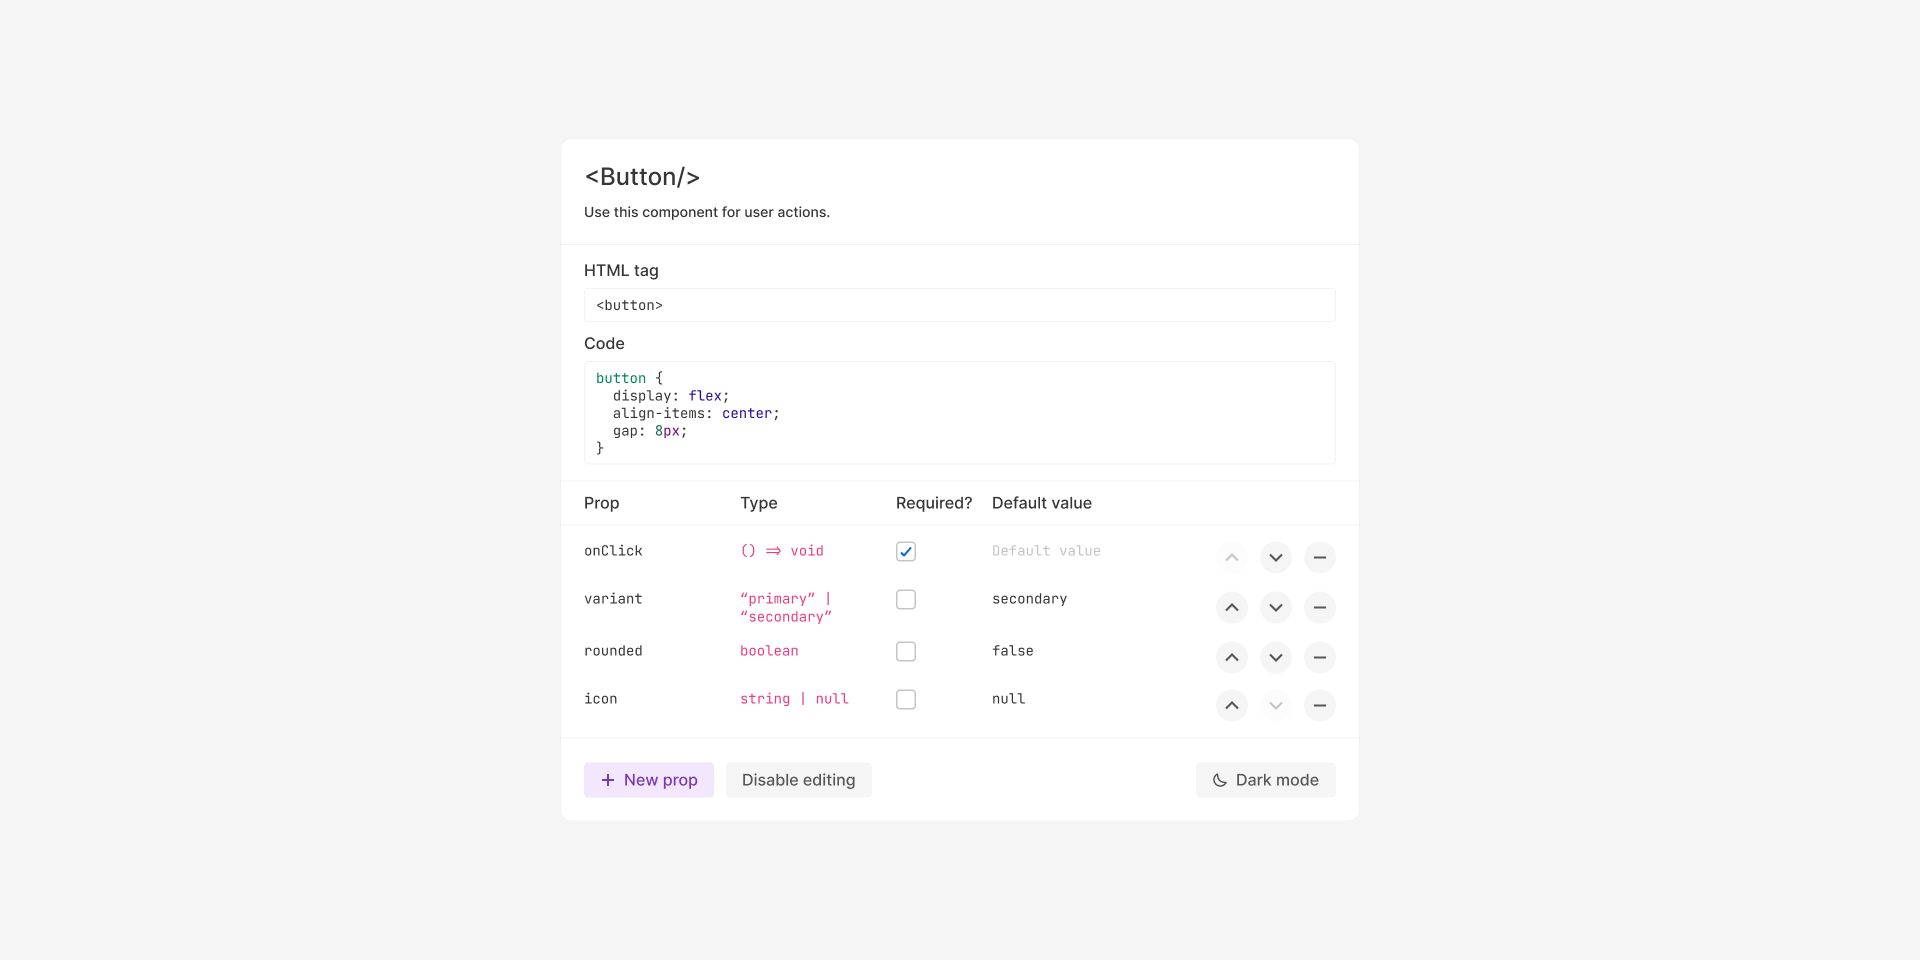 <Button/>
Use this component for user actions.
HTML tag
<button>
Code
button {
  display: flex;
  align-items: center;
  gap: 8px;
}
Prop Type Required? Default value
onClick () => void Default value
variant “primary” | secondary
“secondary”
rounded boolean false
icon string | null null
New prop Disable editing Dark mode